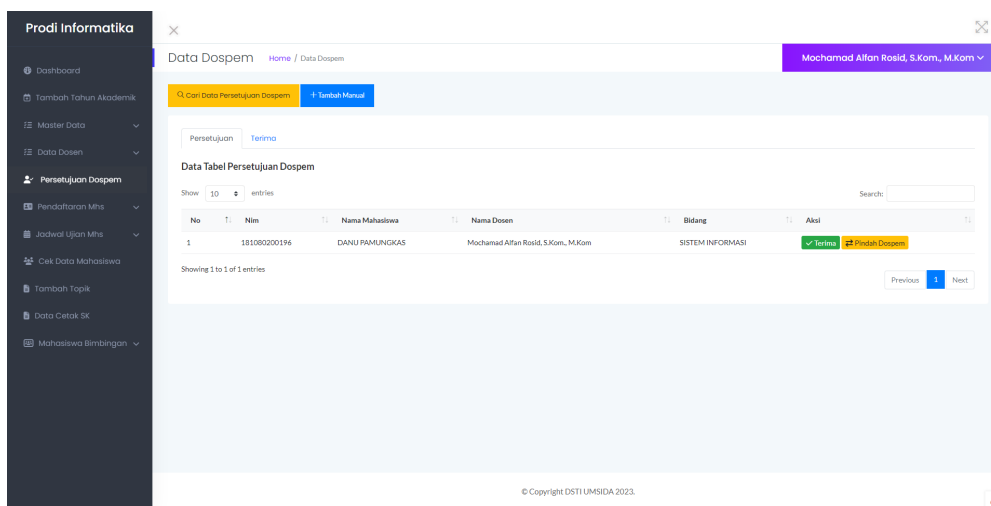 Prodi Informatika
Dashboard
Tambah Tahun Akademik
Master Data
Data Dosen
Persetujuan Dospem
Pendaftaran Mhs
Jadwal Ujian Mhs
Cek Data Mahasiswa
Tambah Topik
Data Cetak SK
Mahasiswa Bimbingan
Data Dospem Home / Data Dospem
Mochamad Alfan Rosid, S.Kom., M.Kom
Cari Data Persetujuan Dospem + Tambah Manual
Persetujuan Terima
Data Tabel Persetujuan Dospem
Show 10 entries Search:
No Nim Nama Mahasiswa Nama Dosen Bidang Aksi
1 181080200196 DANU PAMUNGKAS Mochamad Alfan Rosid, S.Kom., M.Kom SISTEM INFORMASI Terima Pindah Dospem
Showing 1 to 1 of 1 entries
Previous 1 Next
© Copyright DSTI UMSIDA 2023.